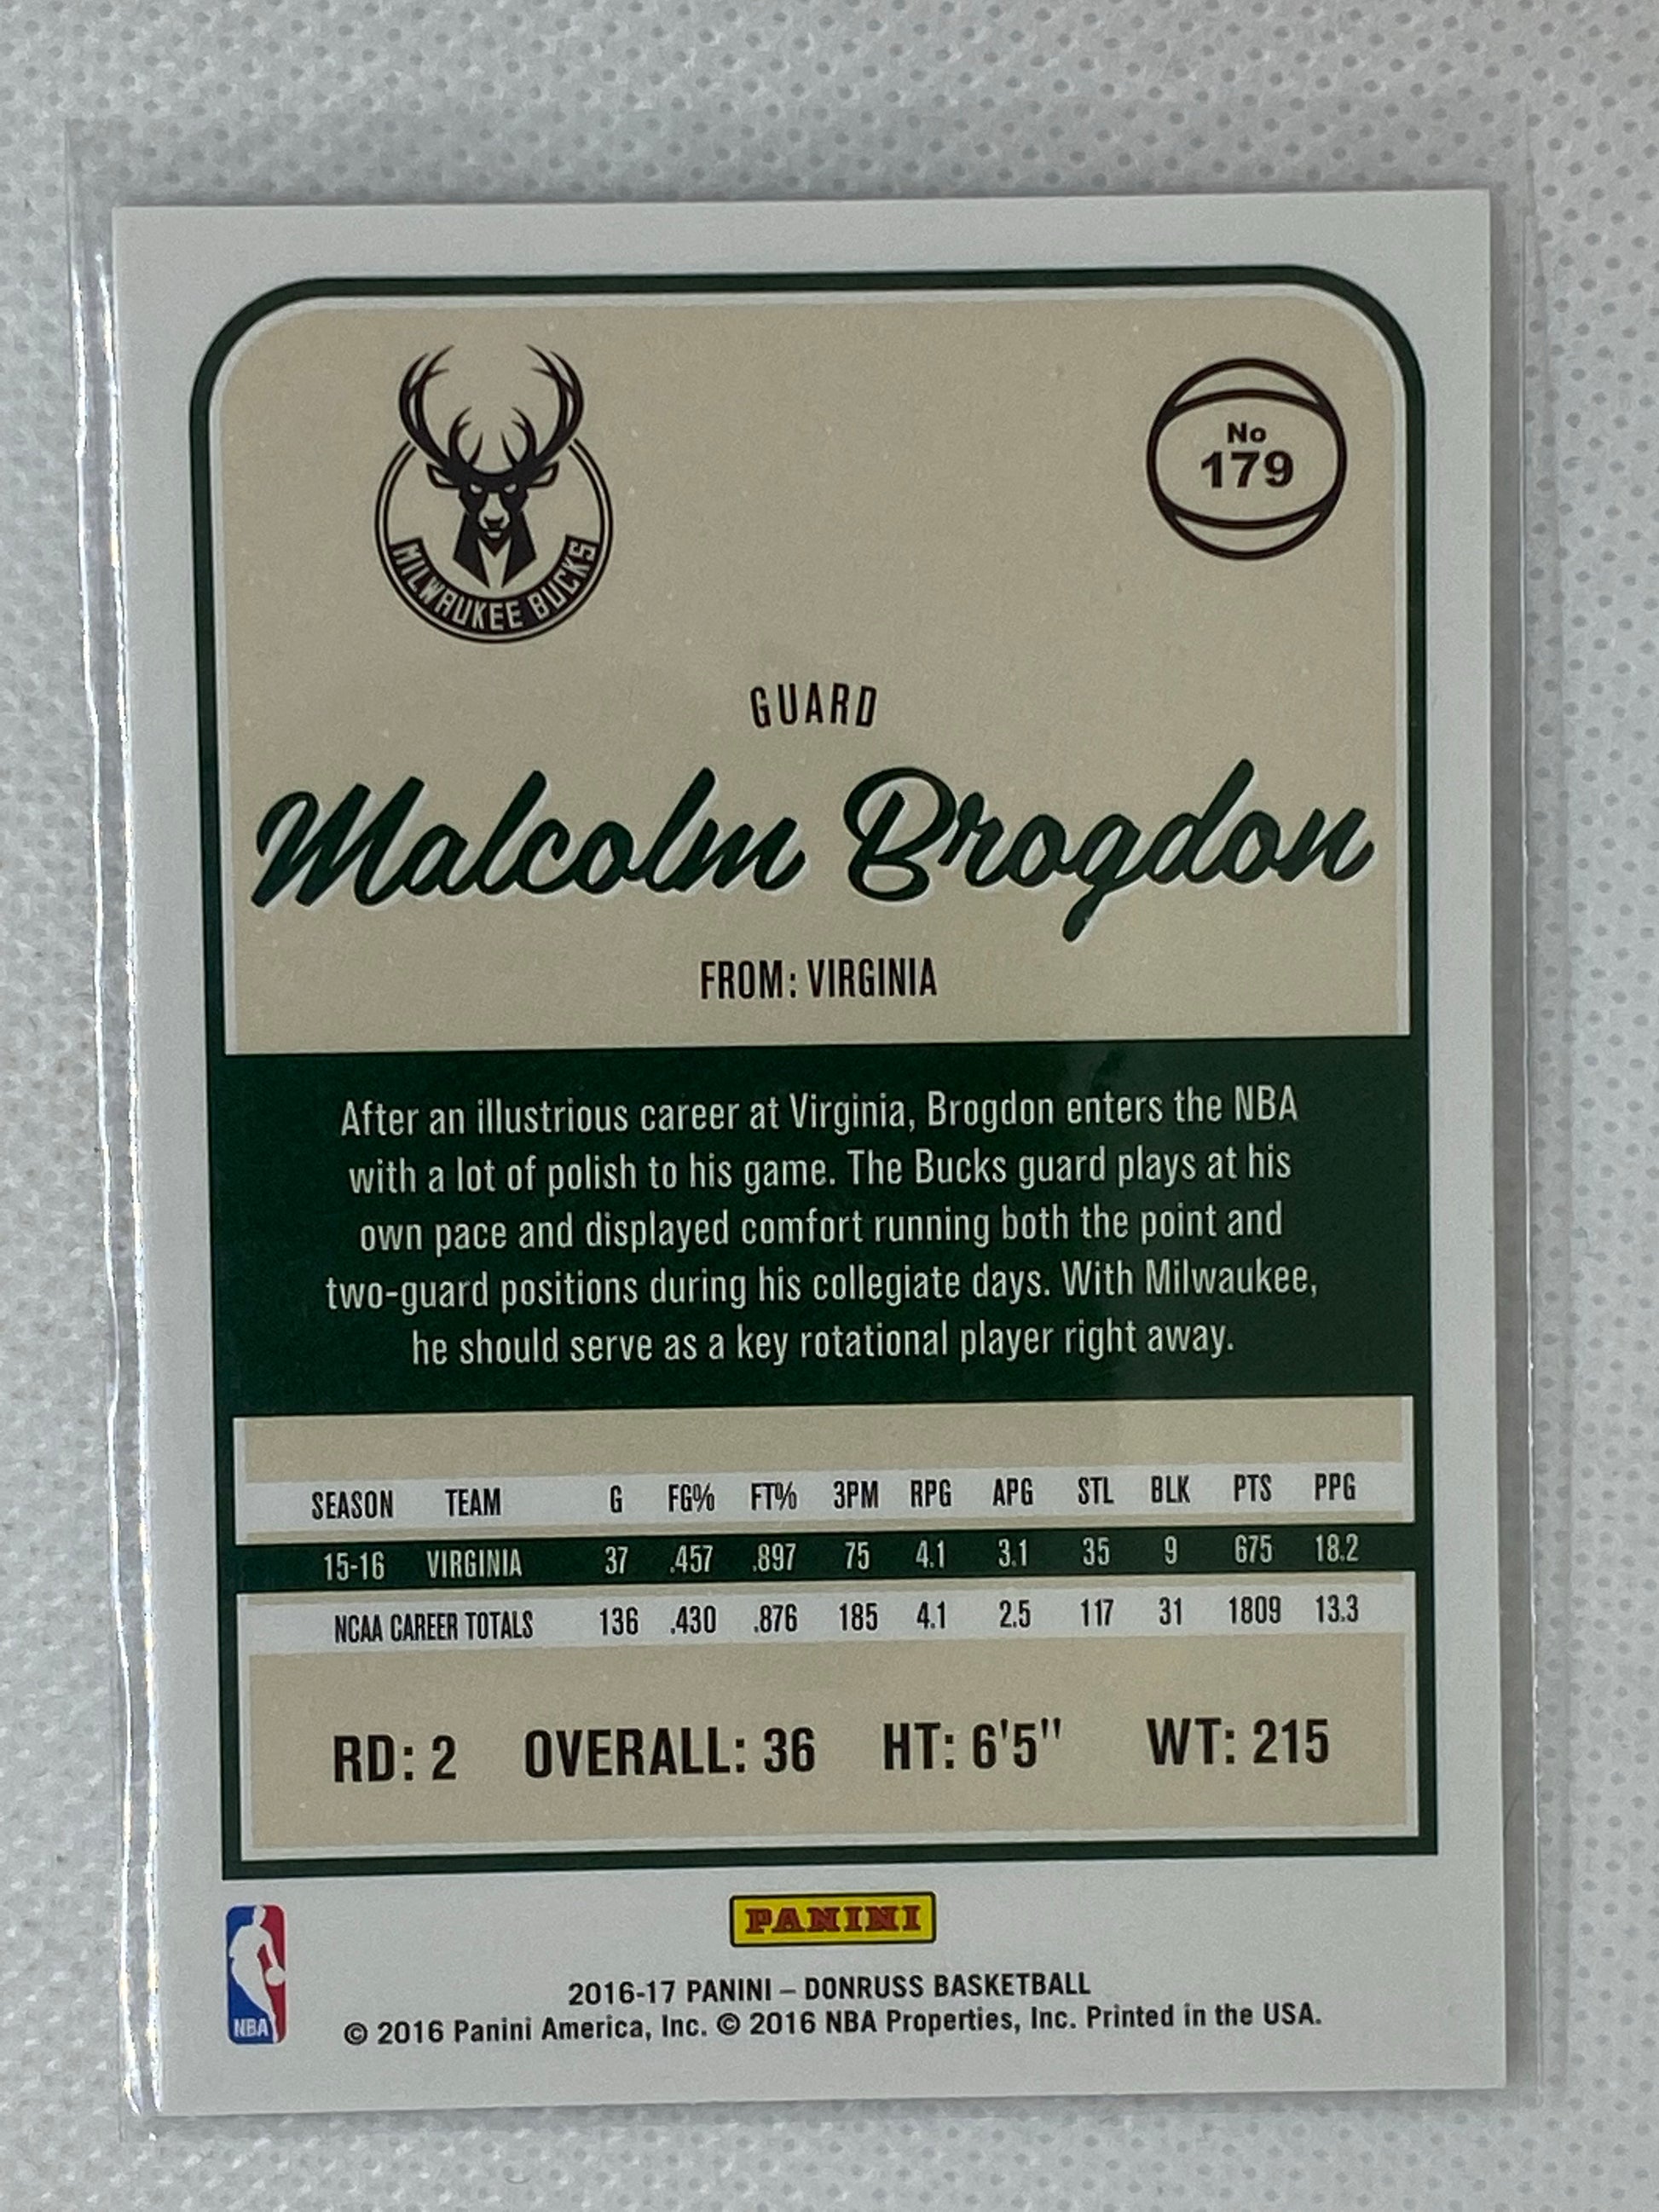 MILWAUKEE BUCKS
No
179
GUARD
Malcolm Brogdon
FROM: VIRGINIA
After an illustrious career at Virginia, Brogdon enters the NBA
with a lot of polish to his game. The Bucks guard plays at his
own pace and displayed comfort running both the point and
two-guard positions during his collegiate days. With Milwaukee,
he should serve as a key rotational player right away.
SEASON TEAM G FG% FT% 3PM RPG APG STL BLK PTS PPG
15-16 VIRGINIA 37 .457 .897 75 4.1 3.1 35 9 675 18.2
NCAA CAREER TOTALS 136 .430 .876 185 4.1 2.5 117 31 1809 13.3
RD: 2 OVERALL: 36 HT: 6'5" WT: 215
PANINI
NBA
2016-17 PANINI – DONRUSS BASKETBALL
© 2016 Panini America, Inc. © 2016 NBA Properties, Inc. Printed in the USA.